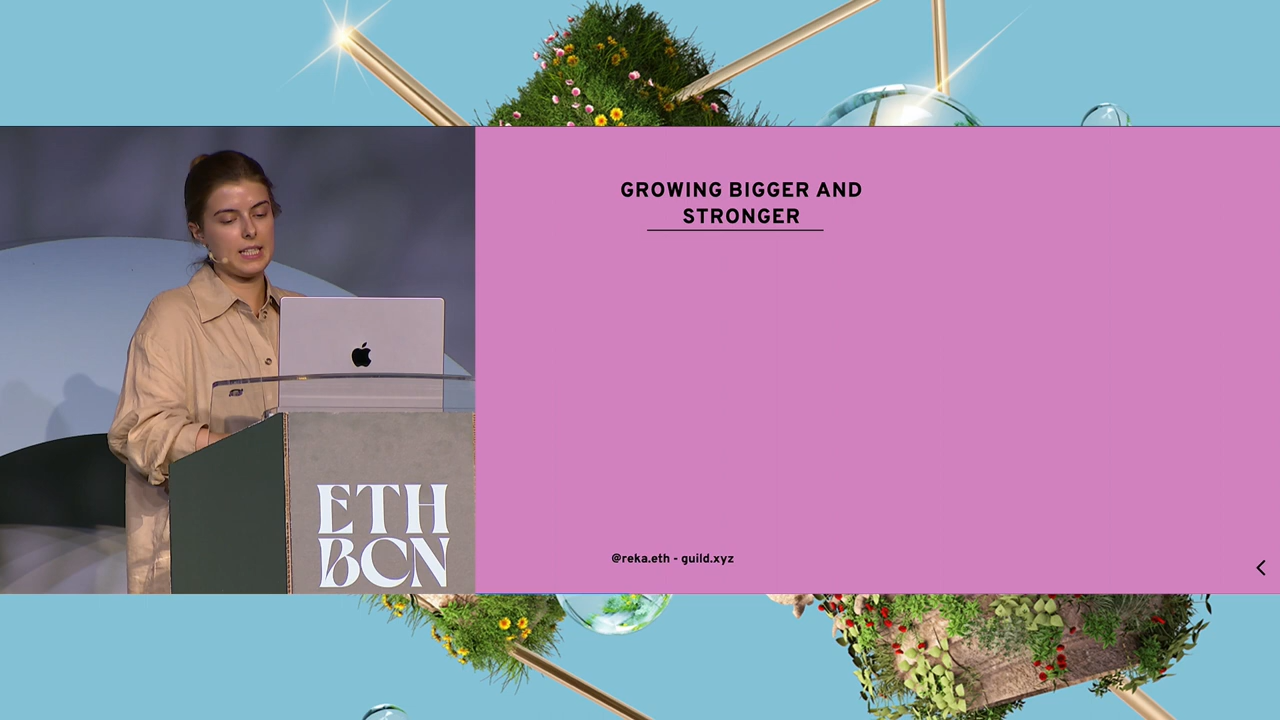 GROWING BIGGER AND
STRONGER
@reka.eth - guild.xyz
ETH
BCN